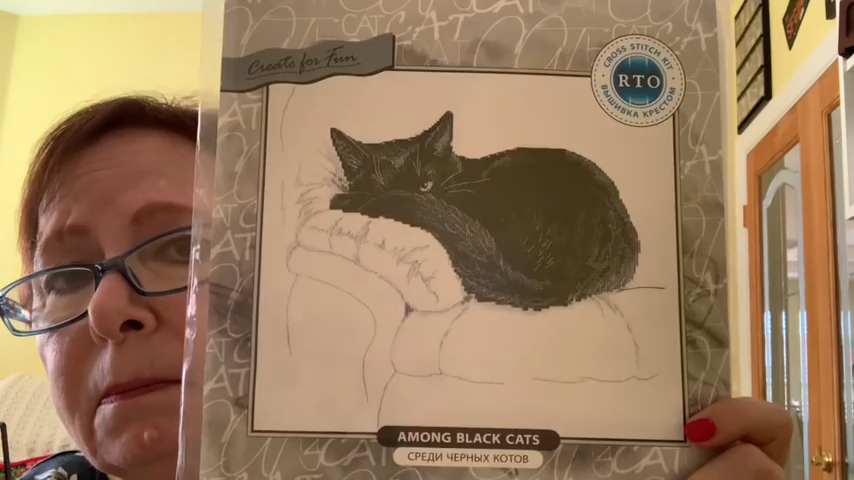 Create for Fun
CROSS STITCH KIT
RTO
ВЫШИВКА КРЕСТОМ
AMONG BLACK CATS
СРЕДИ ЧЕРНЫХ КОТОВ